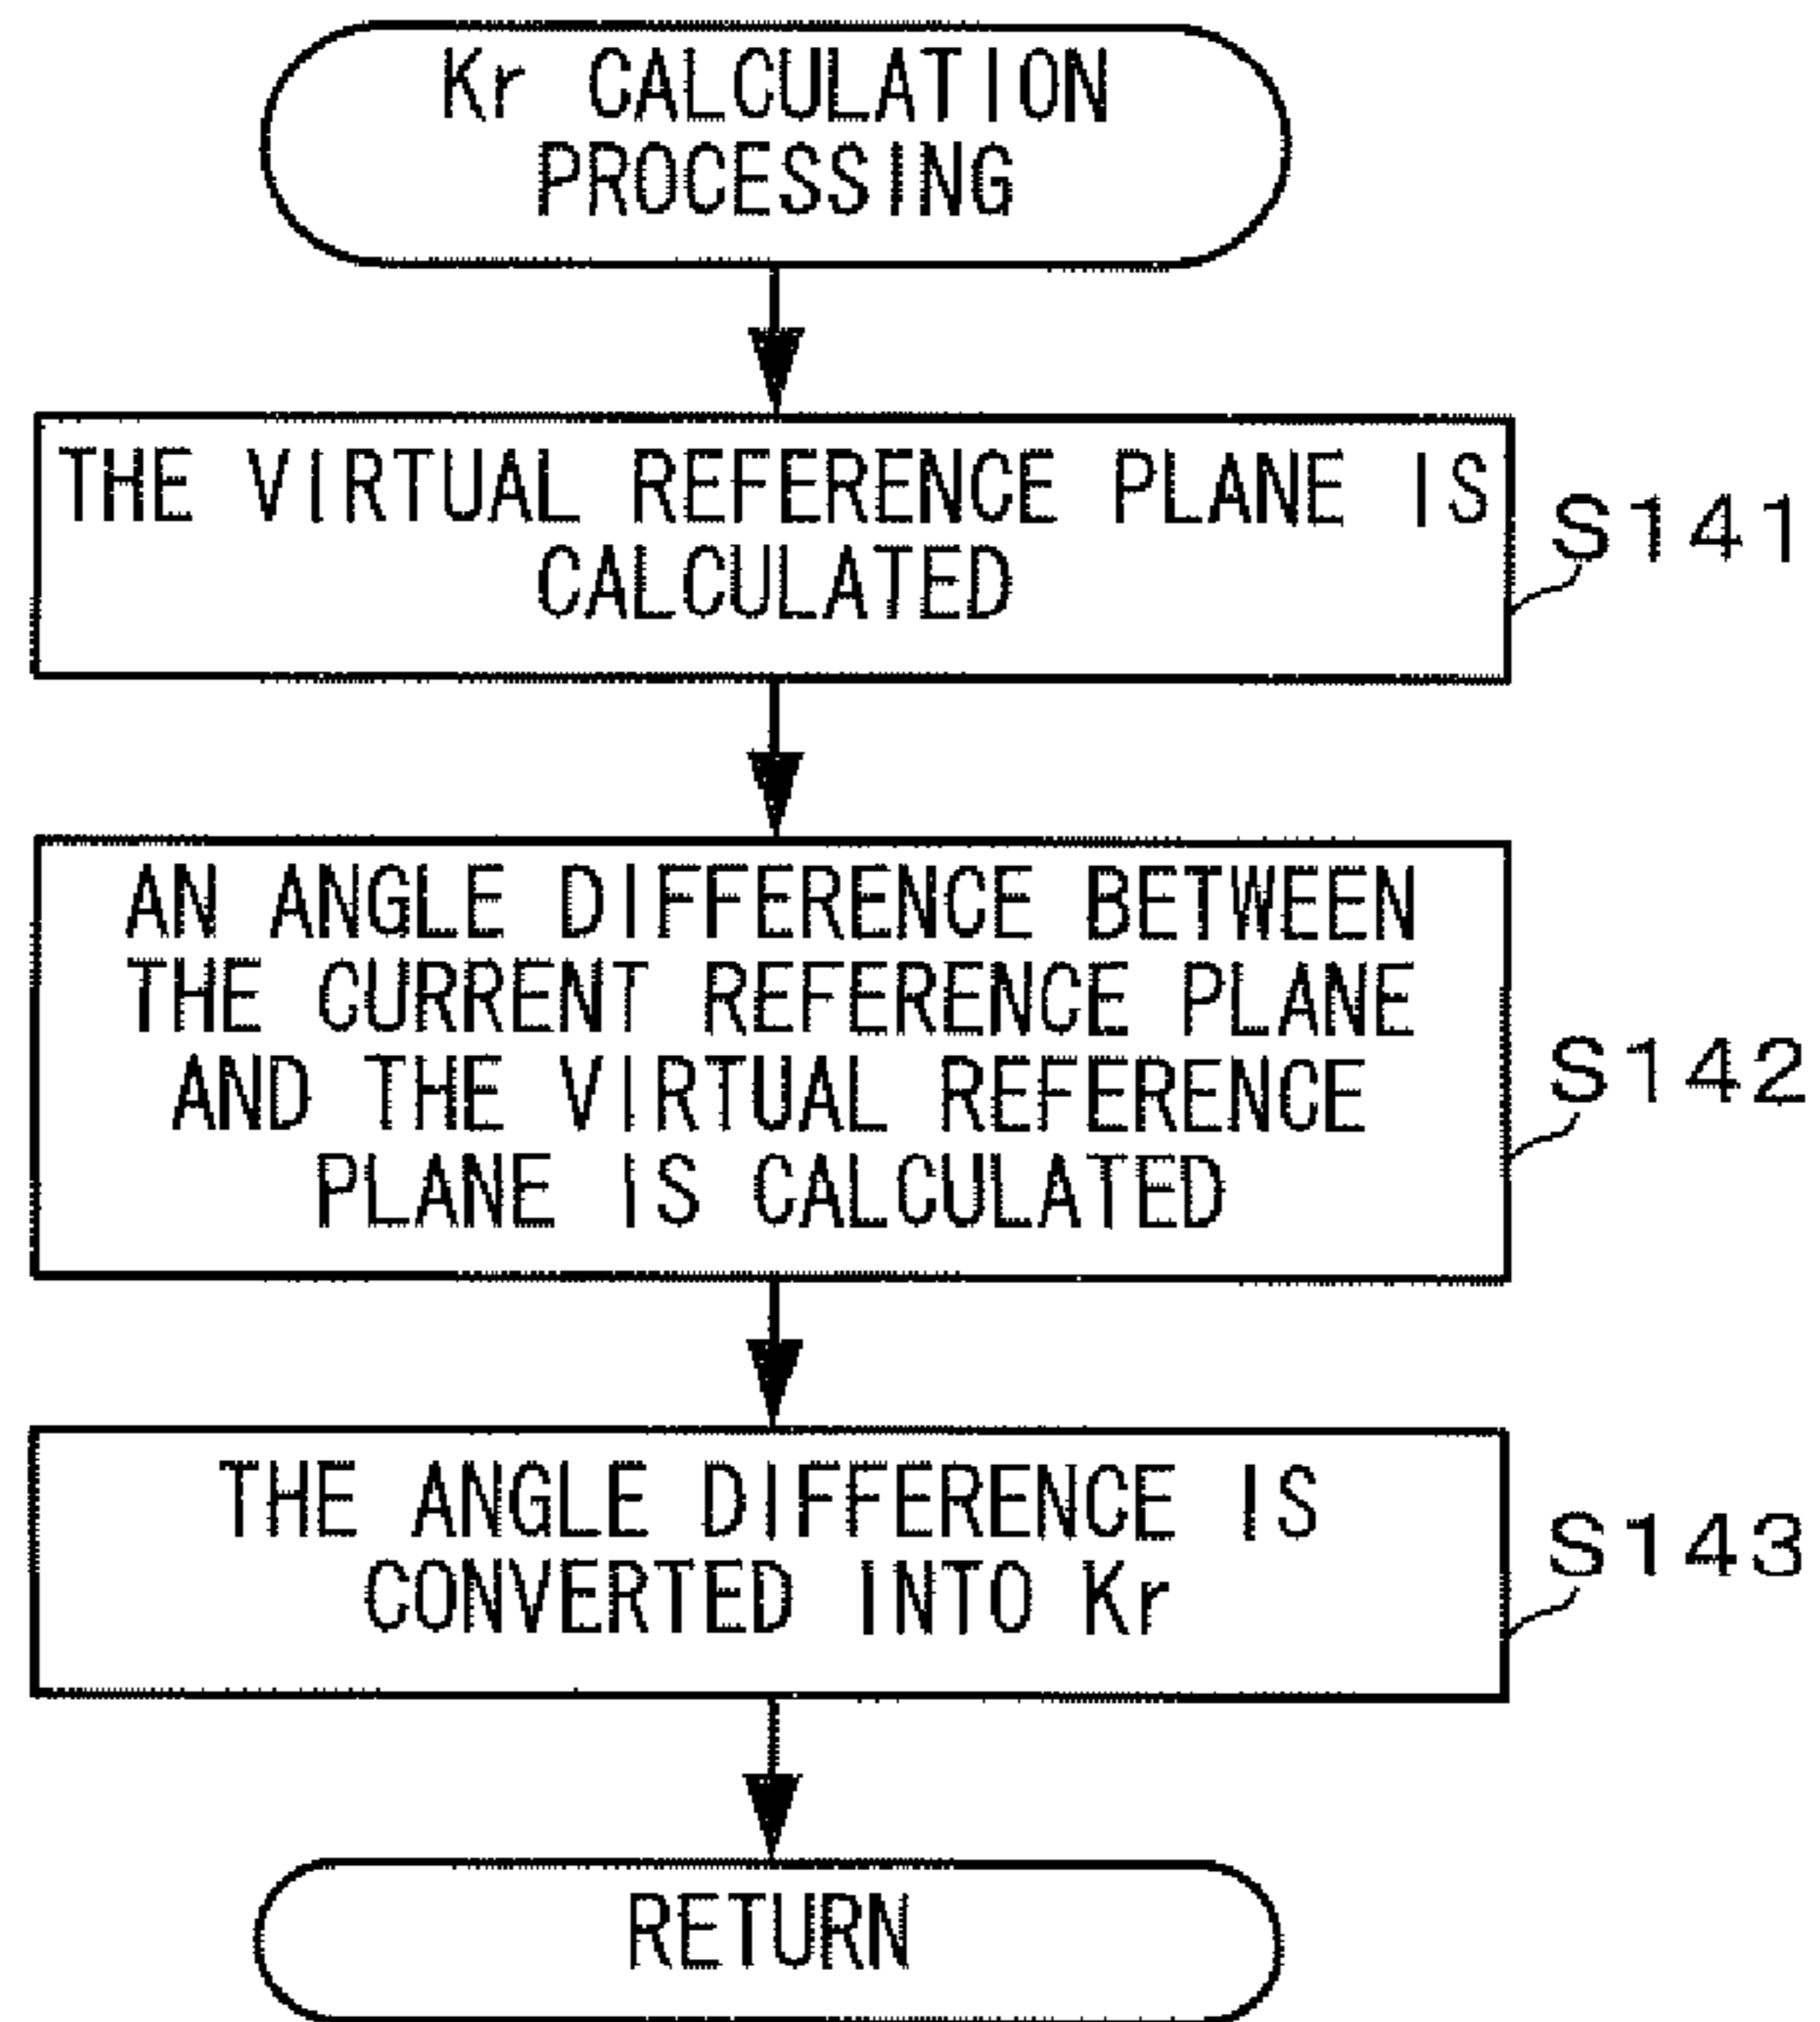 Kr CALCULATION
PROCESSING
THE VIRTUAL REFERENCE PLANE IS
CALCULATED
S141
AN ANGLE DIFFERENCE BETWEEN
THE CURRENT REFERENCE PLANE
AND THE VIRTUAL REFERENCE
PLANE IS CALCULATED
S142
THE ANGLE DIFFERENCE IS
CONVERTED INTO Kr
S143
RETURN